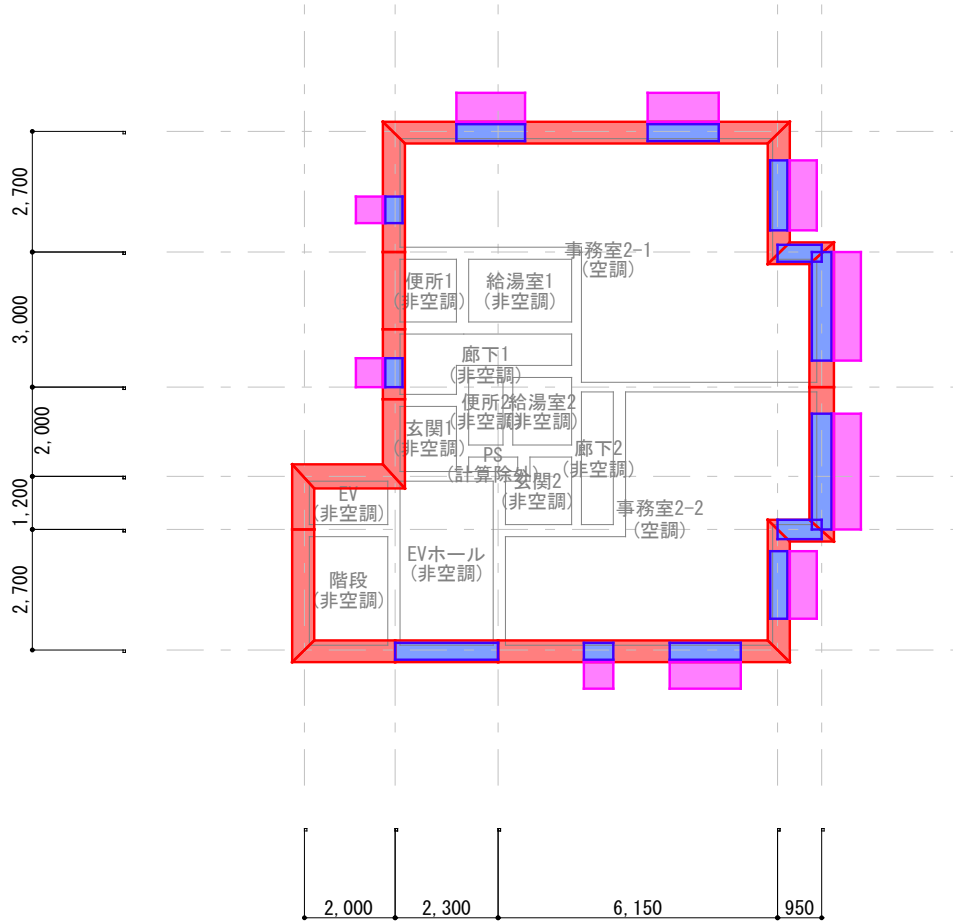 2,700
3,000
2,000
1,200
2,700
事務室2-1
(空調)
便所1
(非空調)
給湯室1
(非空調)
廊下1
(非空調)
便所2
(非空調)
給湯室2
(非空調)
玄関1
(非空調)
PS
(計算除外)
廊下2
(非空調)
玄関2
(非空調)
EV
(非空調)
事務室2-2
(空調)
EVホール
(非空調)
階段
(非空調)
2,000
2,300
6,150
950